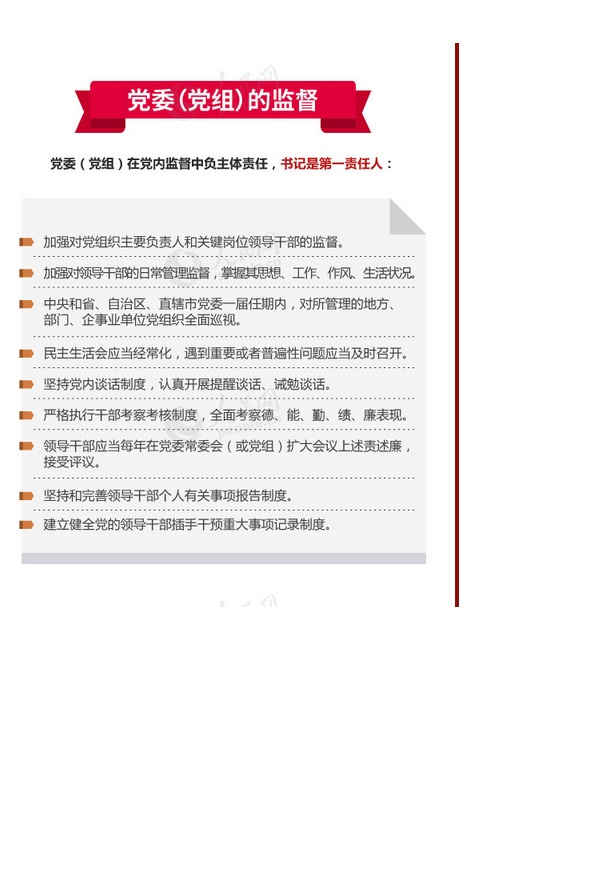 党委（党组）的监督
党委（党组）在党内监督中负主体责任，书记是第一责任人：
加强对党组织主要负责人和关键岗位领导干部的监督。
加强对领导干部的日常管理监督，掌握其思想、工作、作风、生活状况。
中央和省、自治区、直辖市党委一届任期内，对所管理的地方、
部门、企事业单位党组织全面巡视。
民主生活会应当经常化，遇到重要或者普遍性问题应当及时召开。
坚持党内谈话制度，认真开展提醒谈话、诫勉谈话。
严格执行干部考察考核制度，全面考察德、能、勤、绩、廉表现。
领导干部应当每年在党委常委会（或党组）扩大会议上述责述廉，
接受评议。
坚持和完善领导干部个人有关事项报告制度。
建立健全党的领导干部插手干预重大事项记录制度。